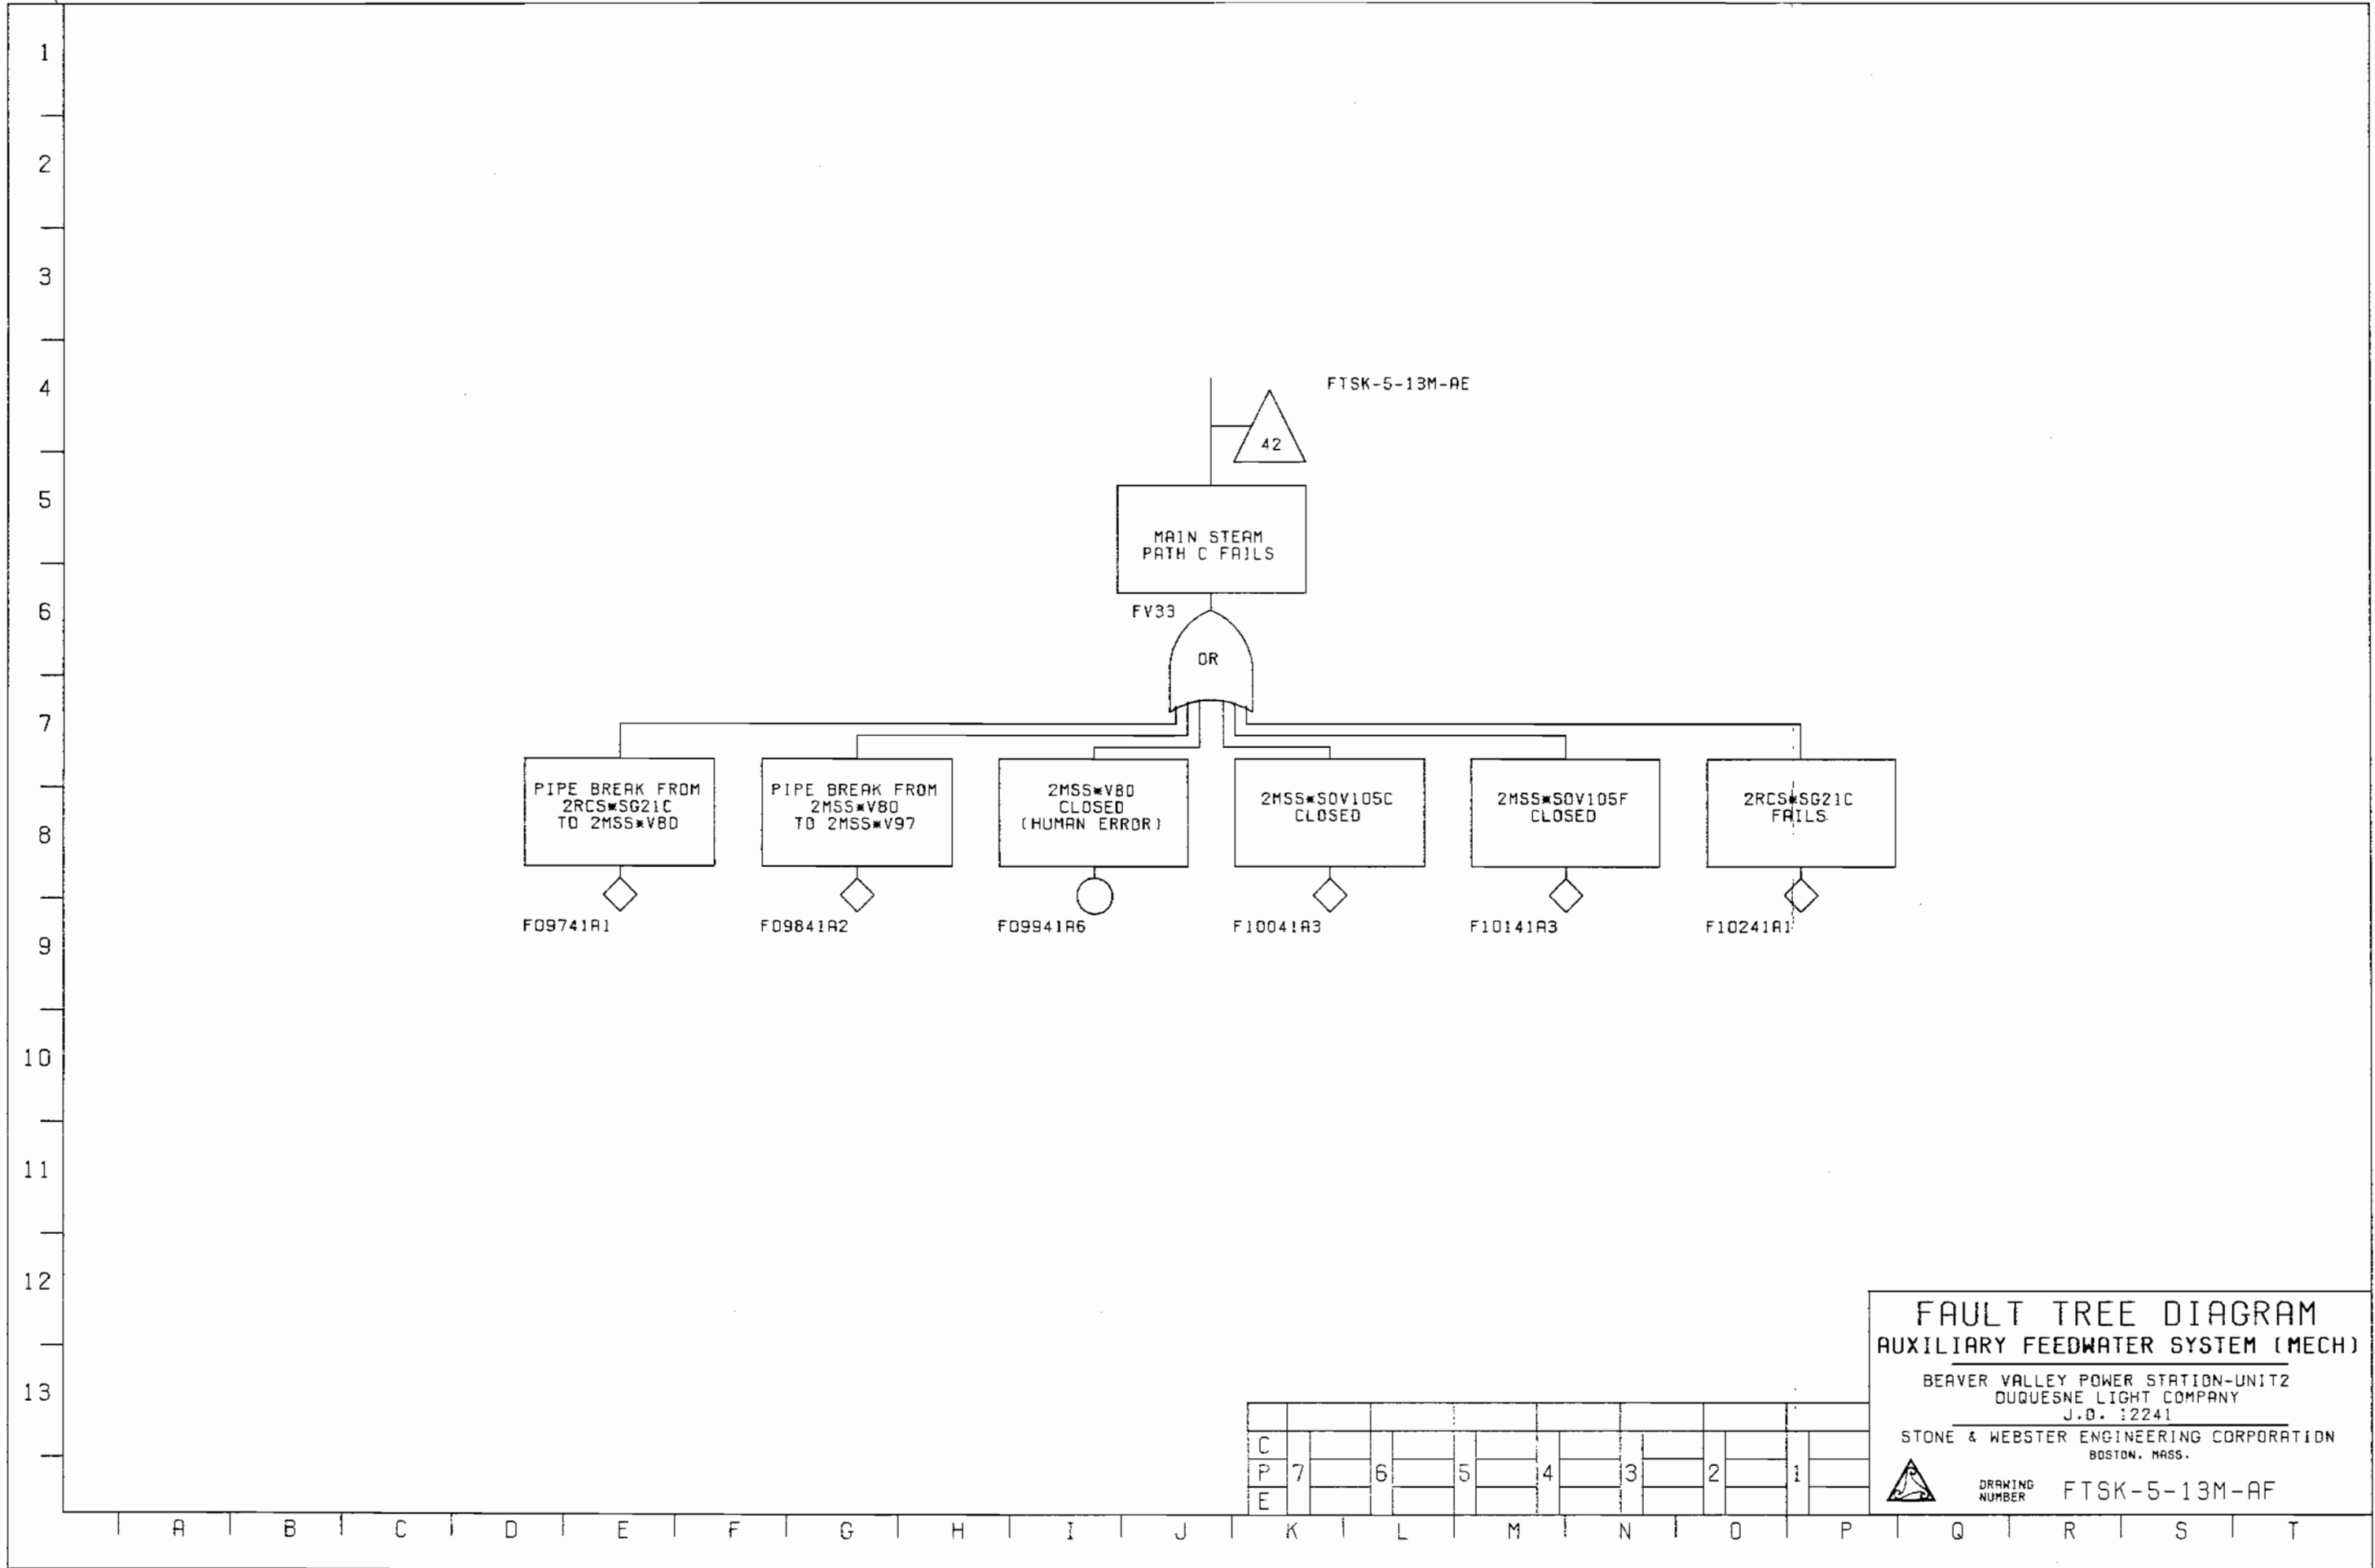 1
2
3
4
5
6
7
8
9
10
11
12
13
FTSK-5-13M-AE
42
MAIN STEAM
PATH C FAILS
FV33
OR
PIPE BREAK FROM
2RCS*SG21C
TO 2MSS*V80
PIPE BREAK FROM
2MSS*V80
TO 2MSS*V97
2MSS*V80
CLOSED
(HUMAN ERROR)
2MSS*SOV105C
CLOSED
2MSS*SOV105F
CLOSED
2RCS*SG21C
FAILS
F09741A1
F09841A2
F09941A6
F10041A3
F10141A3
F10241A1
FAULT TREE DIAGRAM
AUXILIARY FEEDWATER SYSTEM (MECH)
BEAVER VALLEY POWER STATION-UNIT2
DUQUESNE LIGHT COMPANY
J.O. 12241
STONE & WEBSTER ENGINEERING CORPORATION
BOSTON, MASS.
DRAWING
NUMBER
FTSK-5-13M-AF
C
P 7 6 5 4 3 2 1
E
A B C D E F G H I J K L M N O P Q R S T